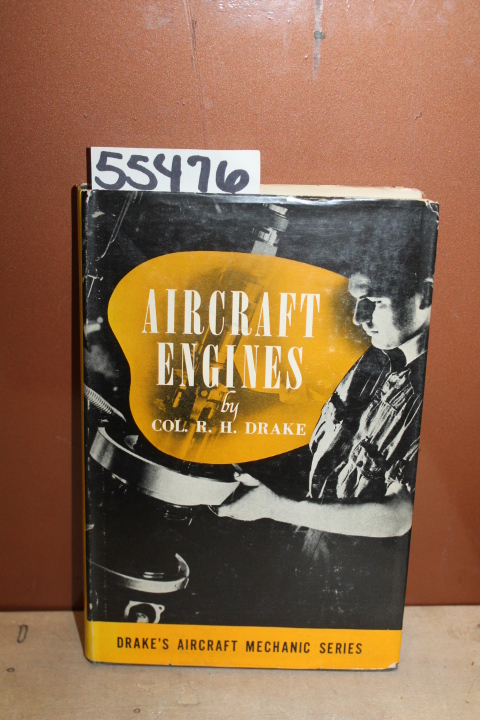 55476
AIRCRAFT
ENGINES
by
COL. R. H. DRAKE
DRAKE'S AIRCRAFT MECHANIC SERIES